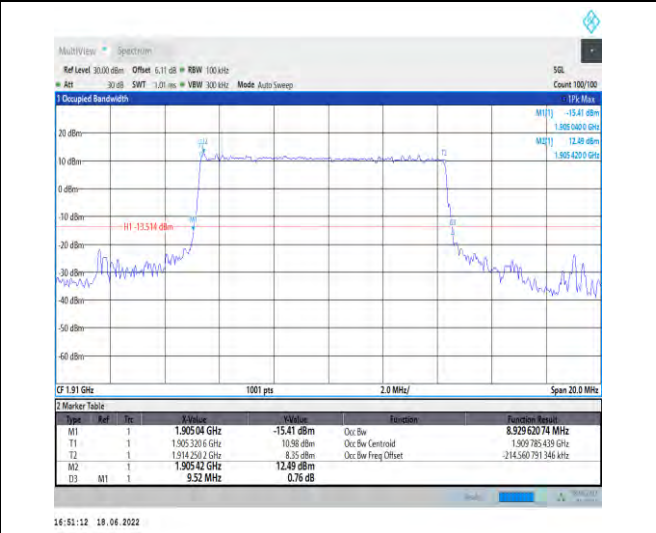 MultiView Spectrum
Ref Level 30.00 dBm Offset 6.11 dB RBW 100 kHz SGL
Att 30 dB SWT 1.01 ms VBW 300 kHz Mode Auto Sweep Count 100/100
1 Occupied Bandwidth 1Pk Max
M1[1] -15.41 dBm
1.905 040 0 GHz
20 dBm
M2[1] 12.49 dBm
1.905 420 0 GHz
T2
10 dBm
0 dBm
-10 dBm
H1 -13.514 dBm
-20 dBm
-30 dBm
-40 dBm
-50 dBm
-60 dBm
CF 1.91 GHz 1001 pts 2.0 MHz/ Span 20.0 MHz
2 Marker Table
Type Ref Trc X-Value Y-Value Function Function Result
M1 1 1.905 04 GHz -15.41 dBm Occ Bw 8.929 620 74 MHz
T1 1 1.905 320 6 GHz 10.98 dBm Occ Bw Centroid 1.909 785 439 GHz
T2 1 1.914 250 2 GHz 8.35 dBm Occ Bw Freq Offset -214.560 791 346 kHz
M2 1 1.905 42 GHz 12.49 dBm
D3 M1 1 9.52 MHz 0.76 dB
16:51:12 18.06.2022